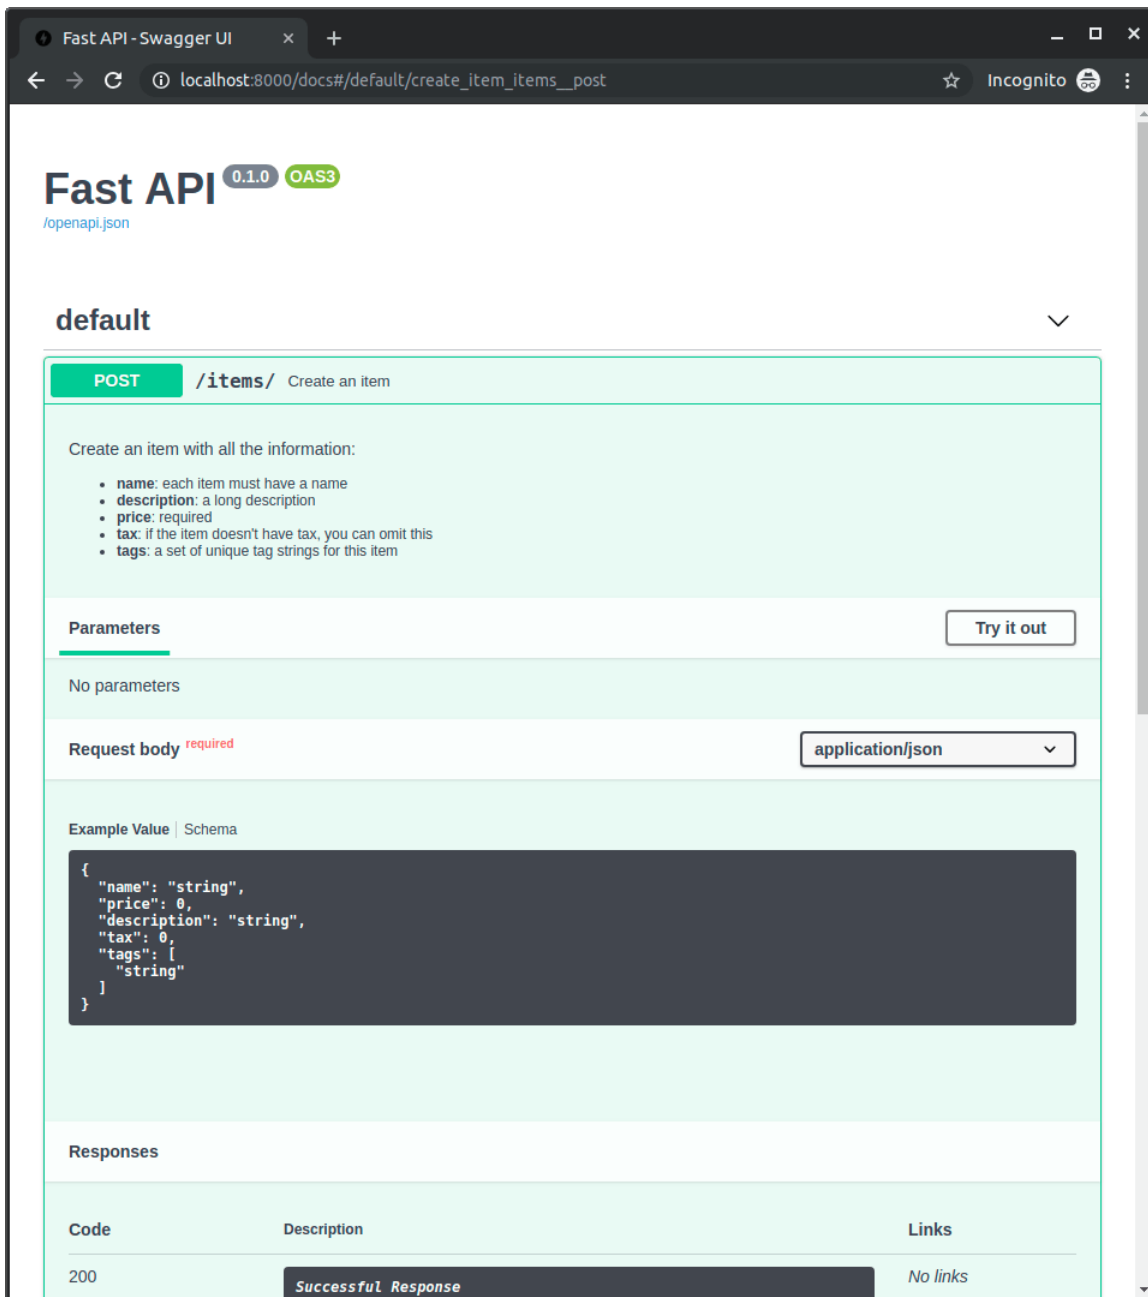 Fast API - Swagger UI
localhost:8000/docs#/default/create_item_items__post
Incognito
Fast API 0.1.0 OAS3
/openapi.json
default
POST /items/ Create an item
Create an item with all the information:
• name: each item must have a name
• description: a long description
• price: required
• tax: if the item doesn't have tax, you can omit this
• tags: a set of unique tag strings for this item
Parameters
Try it out
No parameters
Request body required
application/json
Example Value | Schema
{
  "name": "string",
  "price": 0,
  "description": "string",
  "tax": 0,
  "tags": [
    "string"
  ]
}
Responses
Code Description Links
200 Successful Response No links